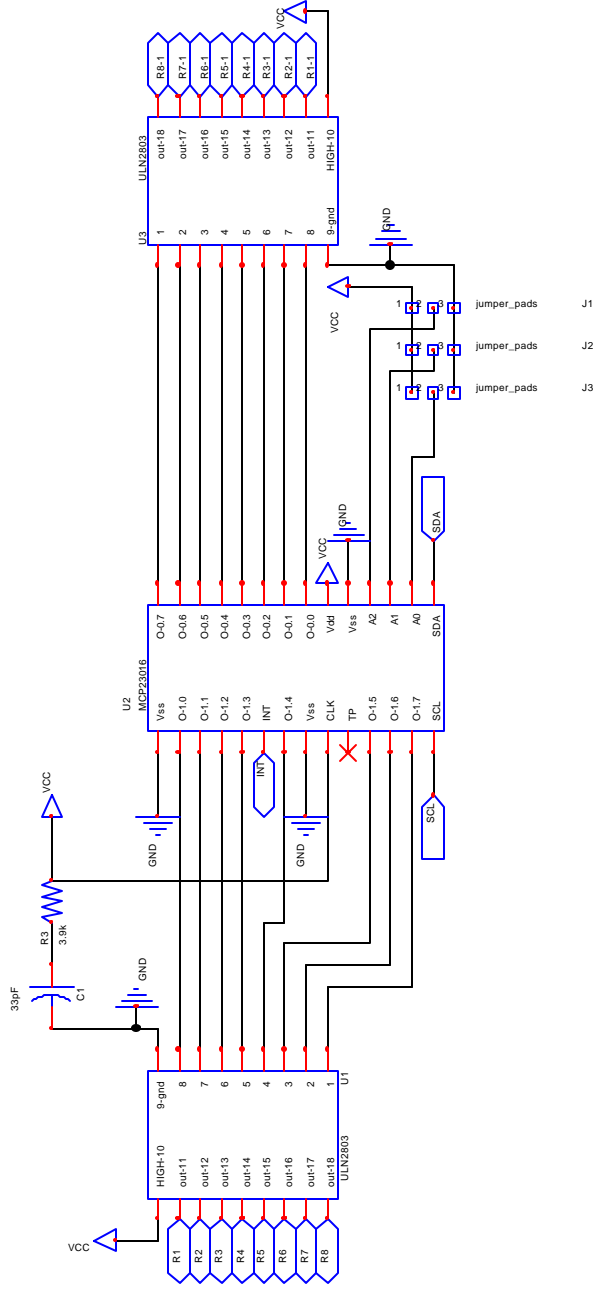 VCC
R8-1
R7-1
R6-1
R5-1
R4-1
R3-1
R2-1
R1-1
ULN2803
out-18
out-17
out-16
out-15
out-14
out-13
out-12
out-11
HIGH-10
U3
1
2
3
4
5
6
7
8
9-gnd
GND
VCC
1 2 3 jumper_pads J1
1 2 3 jumper_pads J2
1 2 3 jumper_pads J3
GND
SDA
VCC
O-0.7
O-0.6
O-0.5
O-0.4
O-0.3
O-0.2
O-0.1
O-0.0
Vdd
Vss
A2
A1
A0
SDA
U2
MCP23016
Vss
O-1.0
O-1.1
O-1.2
O-1.3
INT
O-1.4
Vss
CLK
TP
O-1.5
O-1.6
O-1.7
SCL
INT
SCL
VCC
GND
GND
R3
3.9k
33pF
C1
GND
9-gnd
8
7
6
5
4
3
2
1
U1
HIGH-10
out-11
out-12
out-13
out-14
out-15
out-16
out-17
out-18
ULN2803
VCC
R1
R2
R3
R4
R5
R6
R7
R8